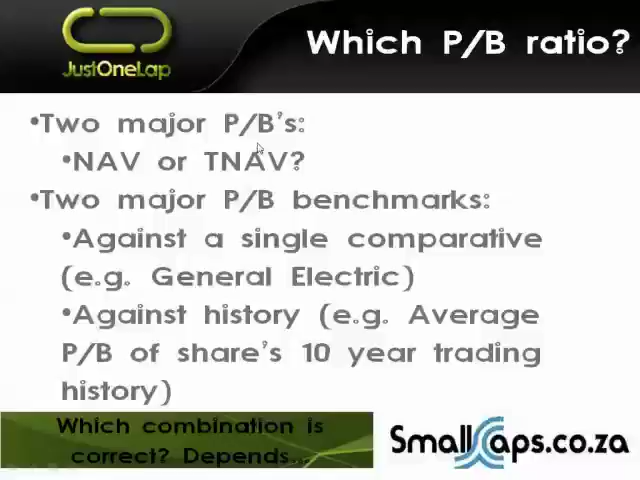 JustOneLap
Which P/B ratio?
•Two major P/B's:
•NAV or TNAV?
•Two major P/B benchmarks:
•Against a single comparative
(e.g. General Electric)
•Against history (e.g. Average
P/B of share's 10 year trading
history)
Which combination is
correct? Depends...
SmallCaps.co.za